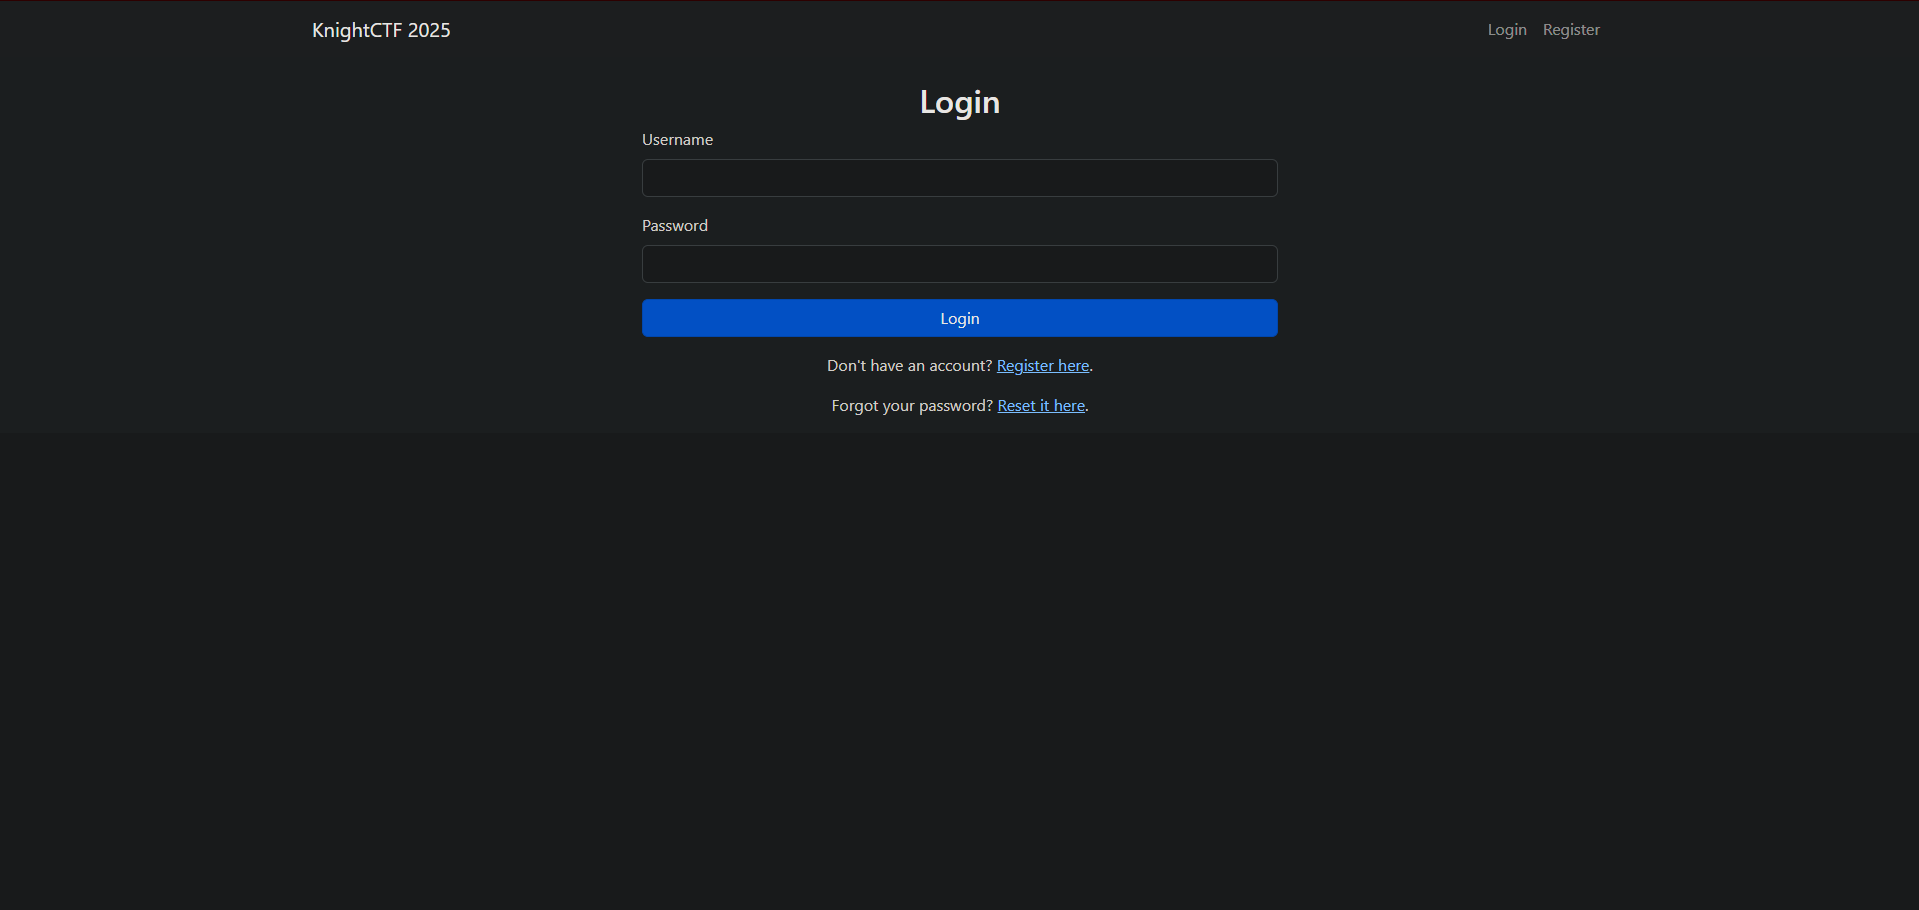 KnightCTF 2025 Login Register
Login
Username
Password
Login
Don't have an account? Register here.
Forgot your password? Reset it here.